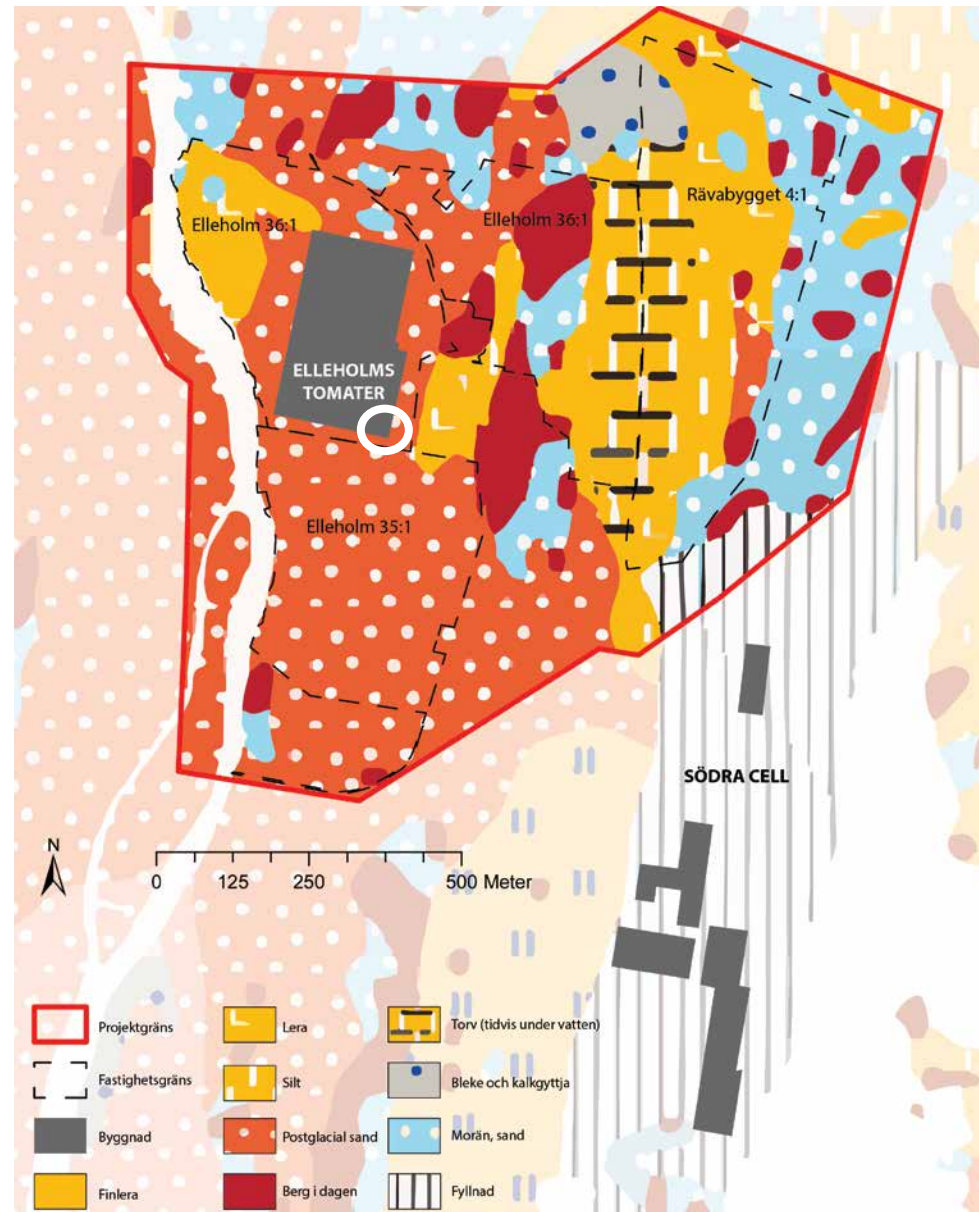 Rävabygget 4:1
Elleholm 36:1
Elleholm 36:1
ELLEHOLMS
TOMATER
Elleholm 35:1
SÖDRA CELL
N
0 125 250 500 Meter
Projektgräns
Lera
Torv (tidvis under vatten)
Fastighetsgräns
Silt
Bleke och kalkgyttja
Byggnad
Postglacial sand
Morän, sand
Finlera
Berg i dagen
Fyllnad